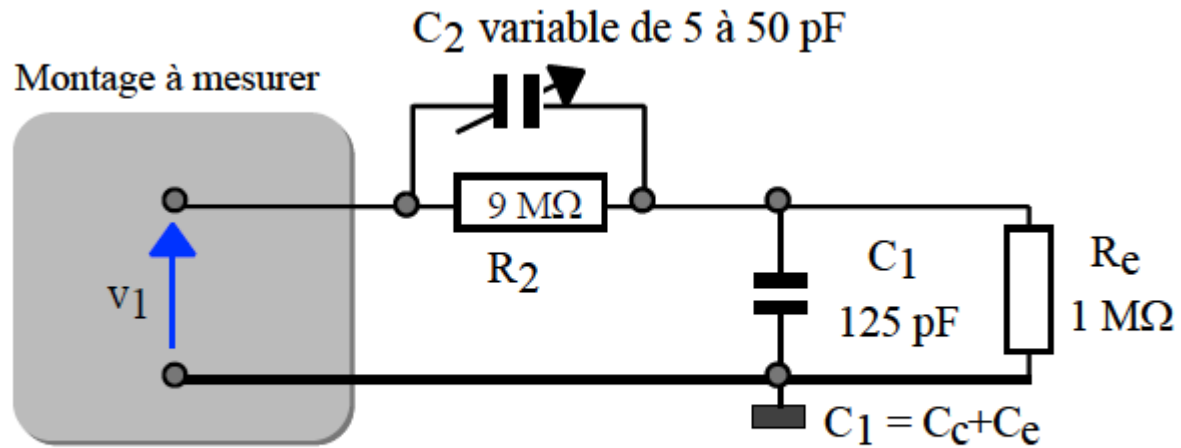 C2 variable de 5 à 50 pF
Montage à mesurer
9 MΩ
R2
v1
C1
125 pF
Re
1 MΩ
C1 = Cc+Ce